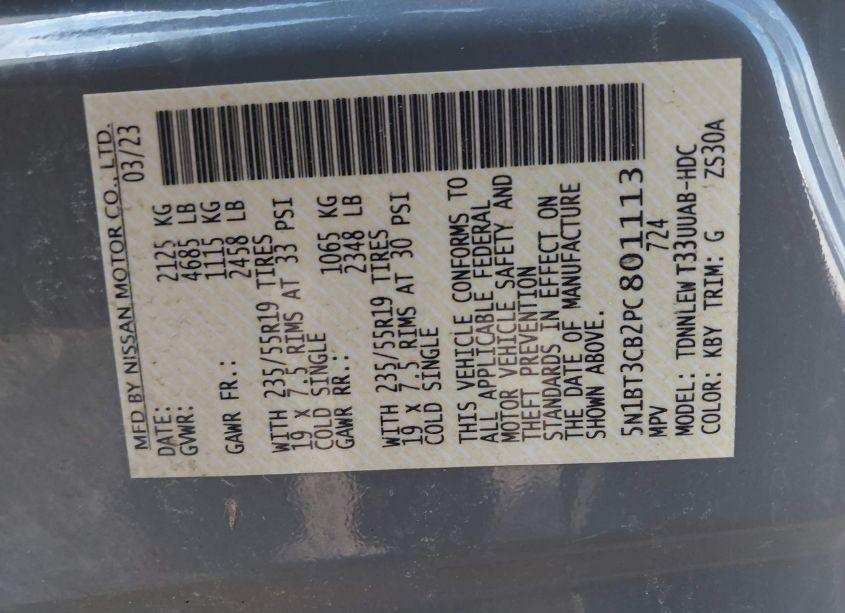 MFD BY NISSAN MOTOR CO., LTD.
DATE: 03/23
GVWR: 2125 KG
4685 LB
GAWR FR.: 1115 KG
2458 LB
WITH 235/55R19 TIRES
19 X 7.5 RIMS AT 33 PSI
COLD SINGLE
GAWR RR.: 1065 KG
2348 LB
WITH 235/55R19 TIRES
19 X 7.5 RIMS AT 30 PSI
COLD SINGLE
THIS VEHICLE CONFORMS TO
ALL APPLICABLE FEDERAL
MOTOR VEHICLE SAFETY AND
THEFT PREVENTION
STANDARDS IN EFFECT ON
THE DATE OF MANUFACTURE
SHOWN ABOVE.
5N1BT3CB2PC801113
MPV 724
MODEL: TDNNLEW T33UUAB-HDC
COLOR: KBY TRIM: G ZS30A